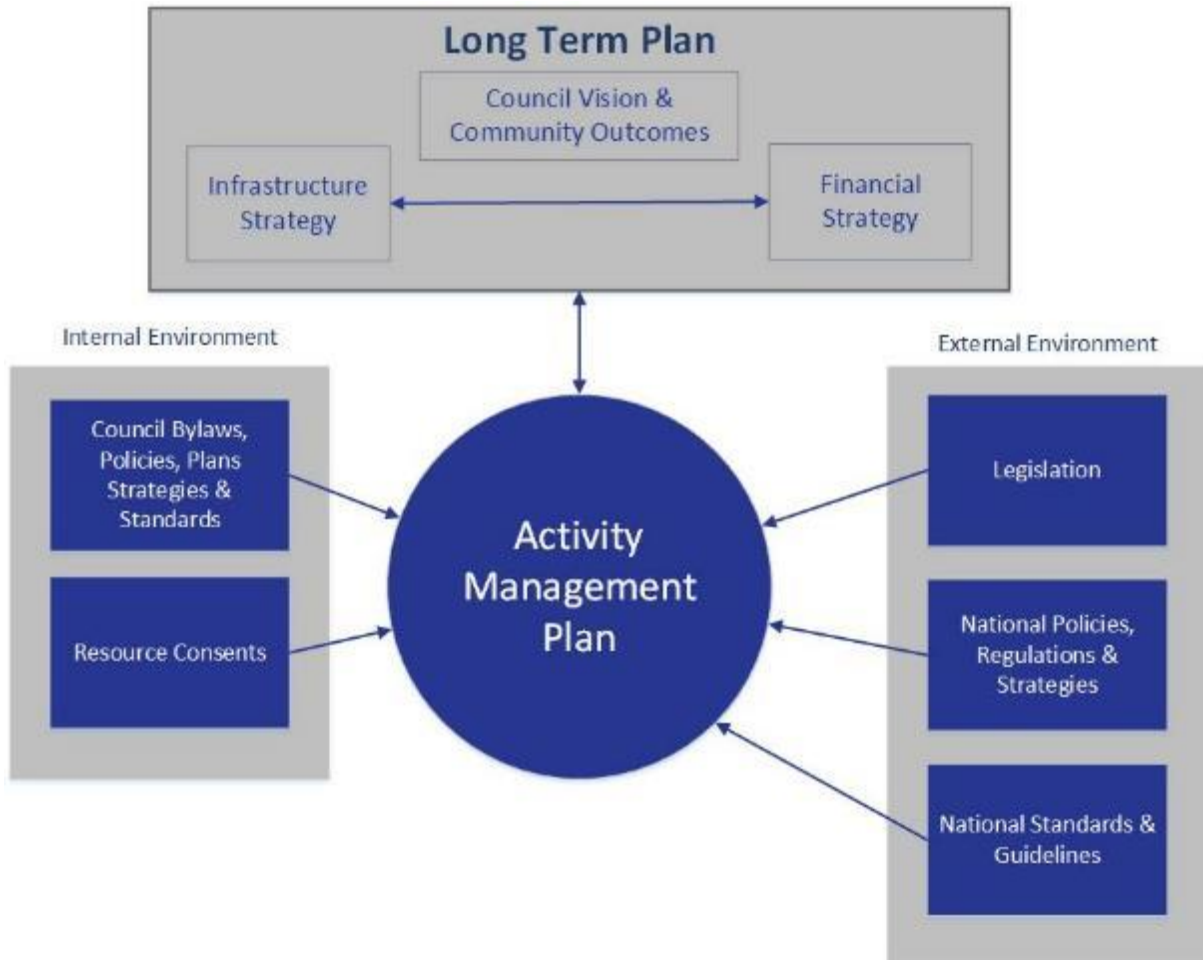 Long Term Plan
Council Vision &
Community Outcomes
Infrastructure
Strategy
Financial
Strategy
Internal Environment
Council Bylaws,
Policies, Plans
Strategies &
Standards
Resource Consents
Activity
Management
Plan
External Environment
Legislation
National Policies,
Regulations &
Strategies
National Standards &
Guidelines